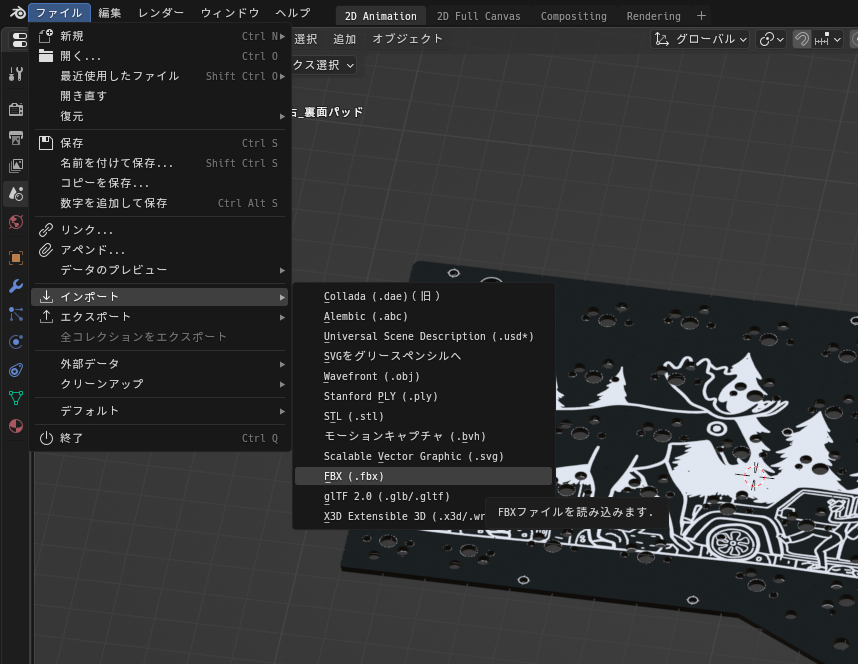 ファイル 編集 レンダー ウィンドウ ヘルプ 2D Animation 2D Full Canvas Compositing Rendering +
選択 追加 オブジェクト グローバル
クス選択
新規 Ctrl N
開く... Ctrl O
最近使用したファイル Shift Ctrl O
開き直す
復元
右_裏面パッド
保存 Ctrl S
名前を付けて保存... Shift Ctrl S
コピーを保存...
数字を追加して保存 Ctrl Alt S
リンク...
アペンド...
データのプレビュー
インポート
エクスポート
全コレクションをエクスポート
外部データ
クリーンアップ
デフォルト
終了 Ctrl Q
Collada (.dae)(旧)
Alembic (.abc)
Universal Scene Description (.usd*)
SVGをグリースペンシルへ
Wavefront (.obj)
Stanford PLY (.ply)
STL (.stl)
モーションキャプチャ (.bvh)
Scalable Vector Graphic (.svg)
FBX (.fbx)
glTF 2.0 (.glb/.gltf)
X3D Extensible 3D (.x3d/.wr
FBXファイルを読み込みます.